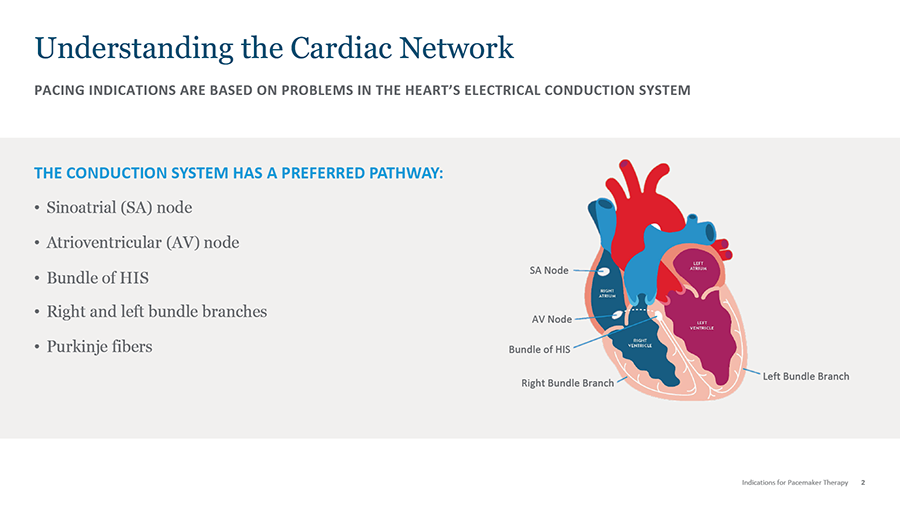 Understanding the Cardiac Network
PACING INDICATIONS ARE BASED ON PROBLEMS IN THE HEART’S ELECTRICAL CONDUCTION SYSTEM
THE CONDUCTION SYSTEM HAS A PREFERRED PATHWAY:
• Sinoatrial (SA) node
• Atrioventricular (AV) node
• Bundle of HIS
• Right and left bundle branches
• Purkinje fibers
SA Node
AV Node
Bundle of HIS
Right Bundle Branch
Left Bundle Branch
RIGHT
ATRIUM
LEFT
ATRIUM
RIGHT
VENTRICLE
LEFT
VENTRICLE
Indications for Pacemaker Therapy 2